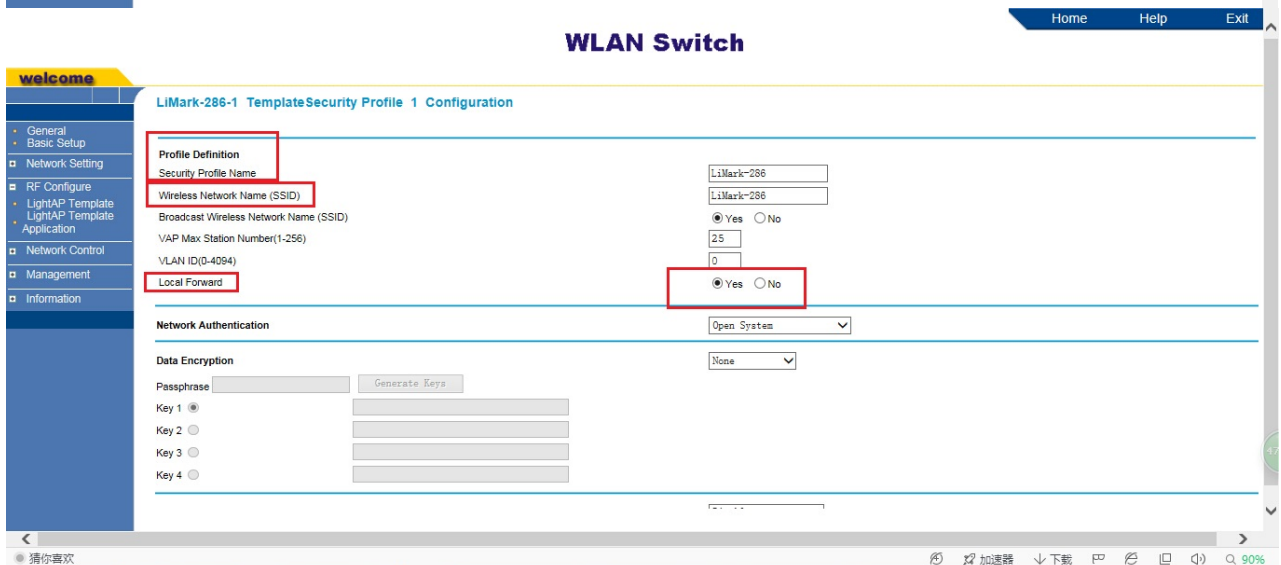 Home Help Exit
WLAN Switch
welcome
LiMark-286-1 TemplateSecurity Profile 1 Configuration
General
Basic Setup
Network Setting
RF Configure
LightAP Template
LightAP Template
Application
Network Control
Management
Information
Profile Definition
Security Profile Name LiMark-286
Wireless Network Name (SSID) LiMark-286
Broadcast Wireless Network Name (SSID) Yes No
VAP Max Station Number(1-256) 25
VLAN ID(0-4094) 0
Local Forward Yes No
Network Authentication Open System
Data Encryption None
Passphrase Generate Keys
Key 1
Key 2
Key 3
Key 4
47
猜你喜欢 加速器 下载 90%